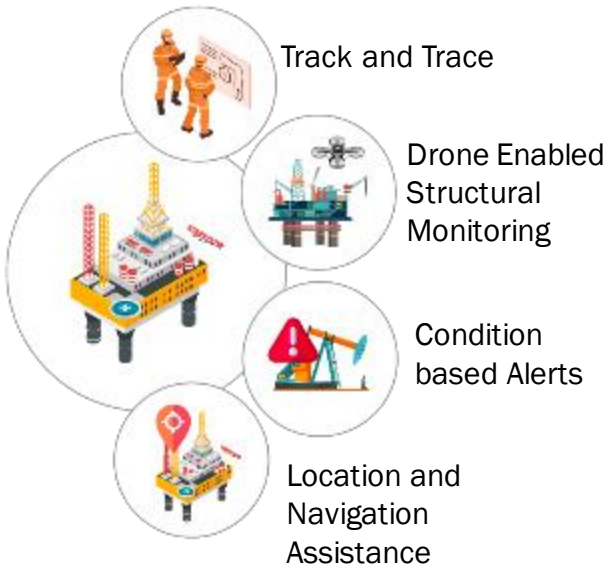 Track and Trace
Drone Enabled
Structural
Monitoring
Condition
based Alerts
Location and
Navigation
Assistance